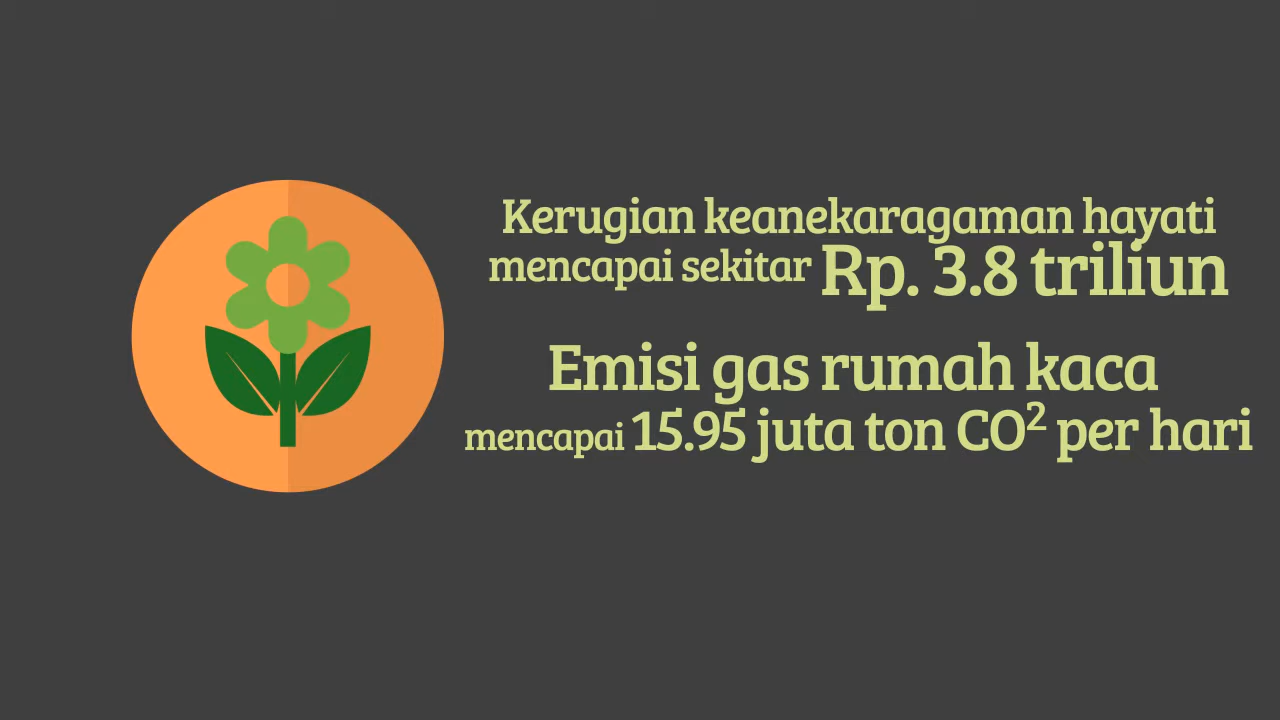 Kerugian keanekaragaman hayati
mencapai sekitar Rp. 3.8 triliun
Emisi gas rumah kaca
mencapai 15.95 juta ton CO² per hari